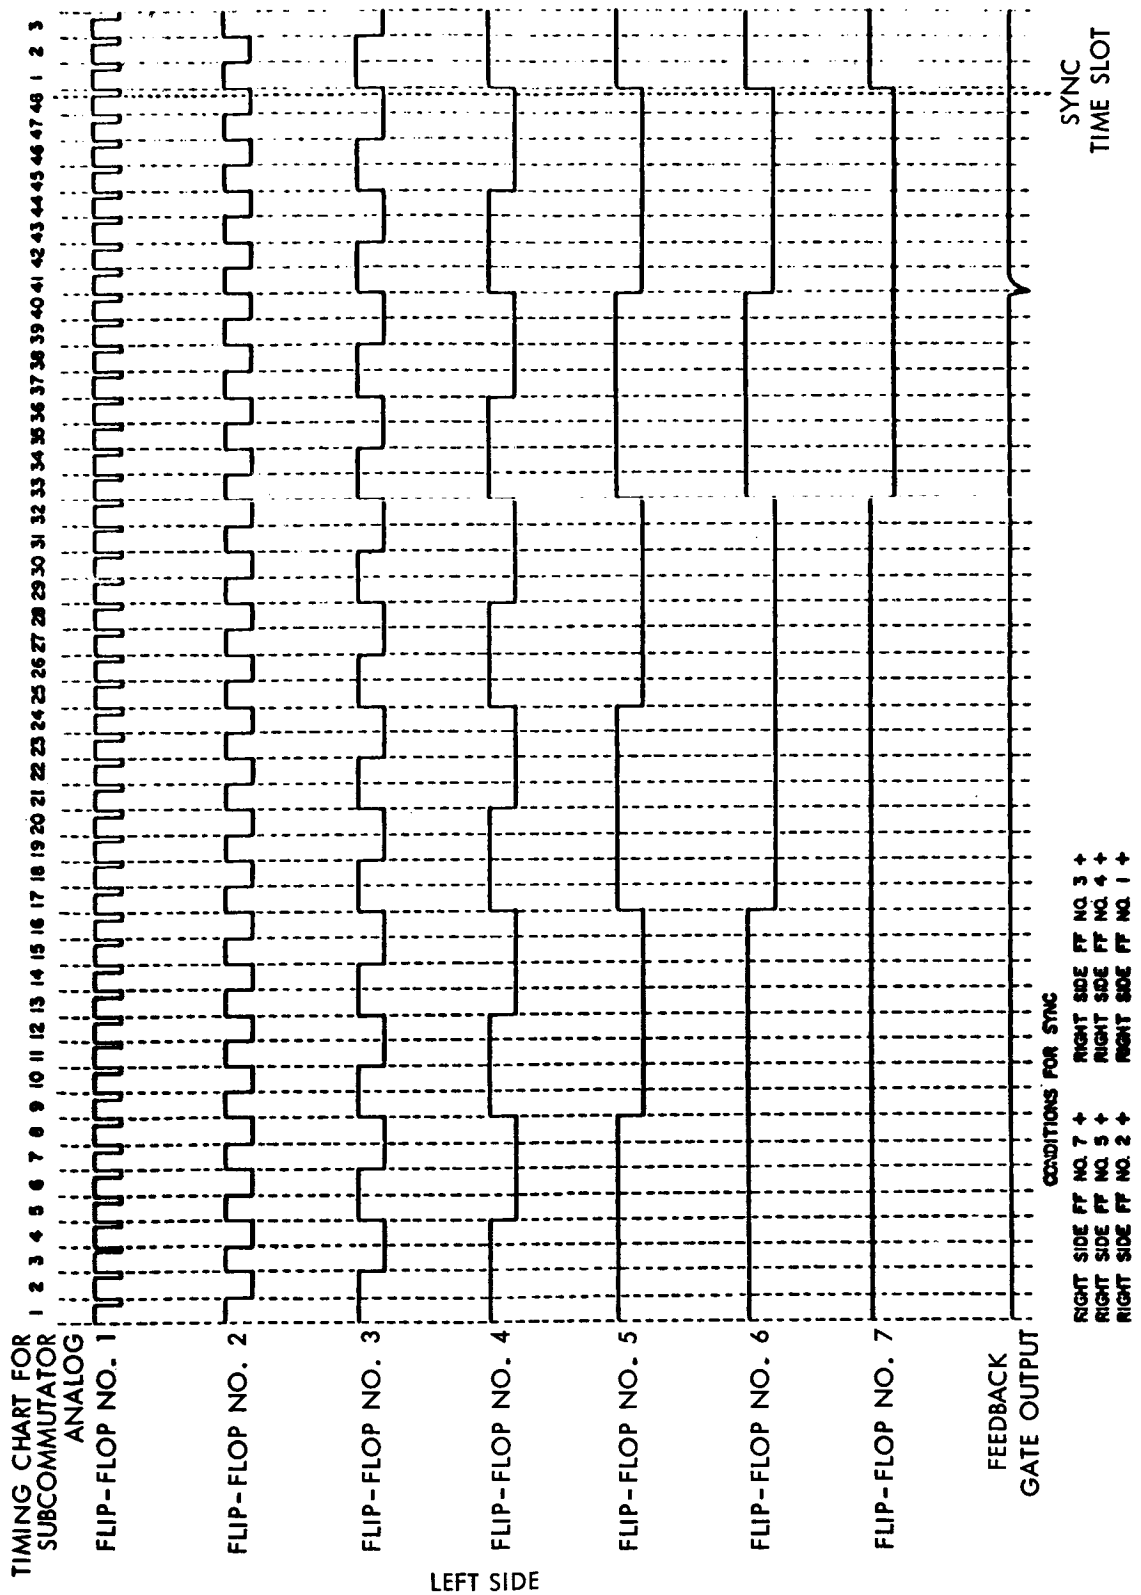 TIMING CHART FOR
SUBCOMMUTATOR
ANALOG
1 2 3 4 5 6 7 8 9 10 11 12 13 14 15 16 17 18 19 20 21 22 23 24 25 26 27 28 29 30 31 32 33 34 35 36 37 38 39 40 41 42 43 44 45 46 47 48 1 2 3
FLIP-FLOP NO. 1
FLIP-FLOP NO. 2
FLIP-FLOP NO. 3
FLIP-FLOP NO. 4
FLIP-FLOP NO. 5
FLIP-FLOP NO. 6
FLIP-FLOP NO. 7
LEFT SIDE
FEEDBACK
GATE OUTPUT
SYNC
TIME SLOT
CONDITIONS FOR SYNC
RIGHT SIDE FF NO. 7 + RIGHT SIDE FF NO. 3 +
RIGHT SIDE FF NO. 5 + RIGHT SIDE FF NO. 4 +
RIGHT SIDE FF NO. 2 + RIGHT SIDE FF NO. 1 +